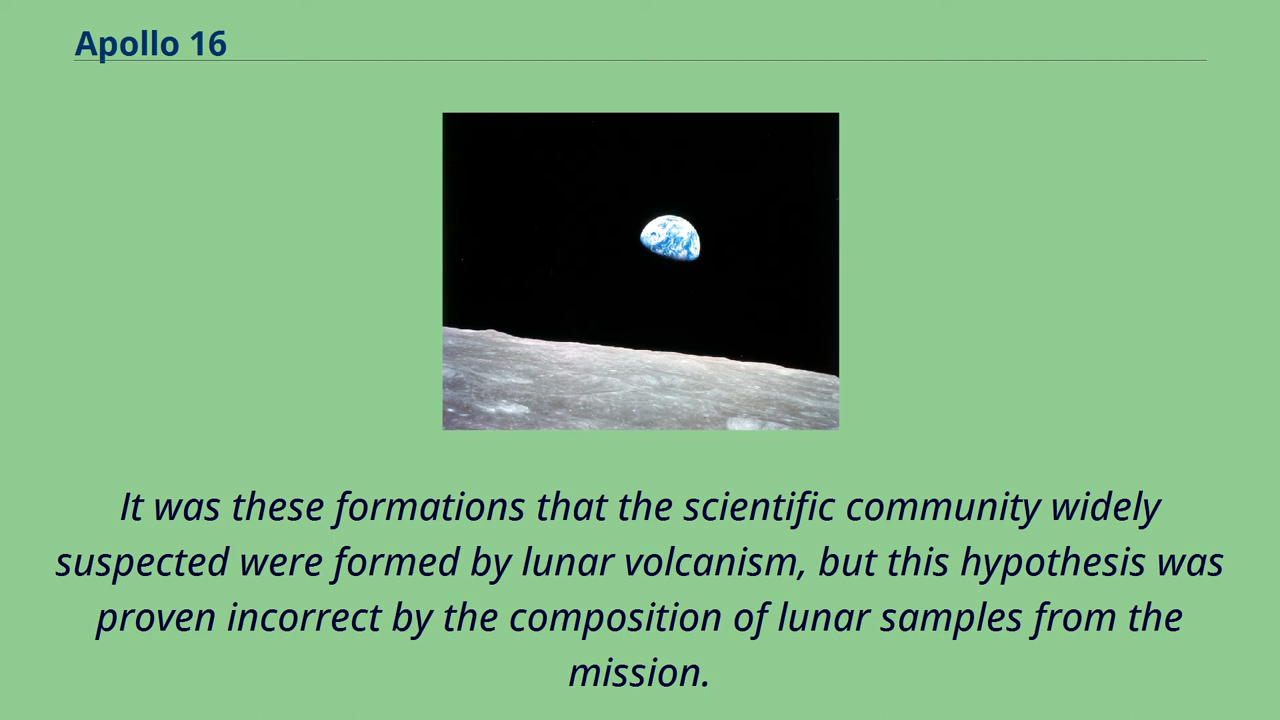 Apollo 16
It was these formations that the scientific community widely
suspected were formed by lunar volcanism, but this hypothesis was
proven incorrect by the composition of lunar samples from the
mission.